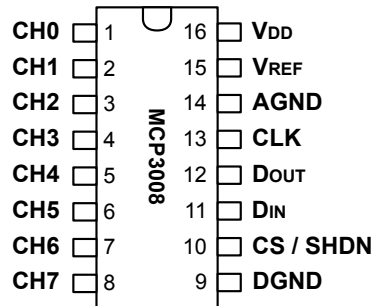 CH0 1 16 VDD
CH1 2 15 VREF
CH2 3 14 AGND
CH3 4 13 CLK
CH4 5 12 DOUT
CH5 6 11 DIN
CH6 7 10 CS / SHDN
CH7 8 9 DGND
MCP3008